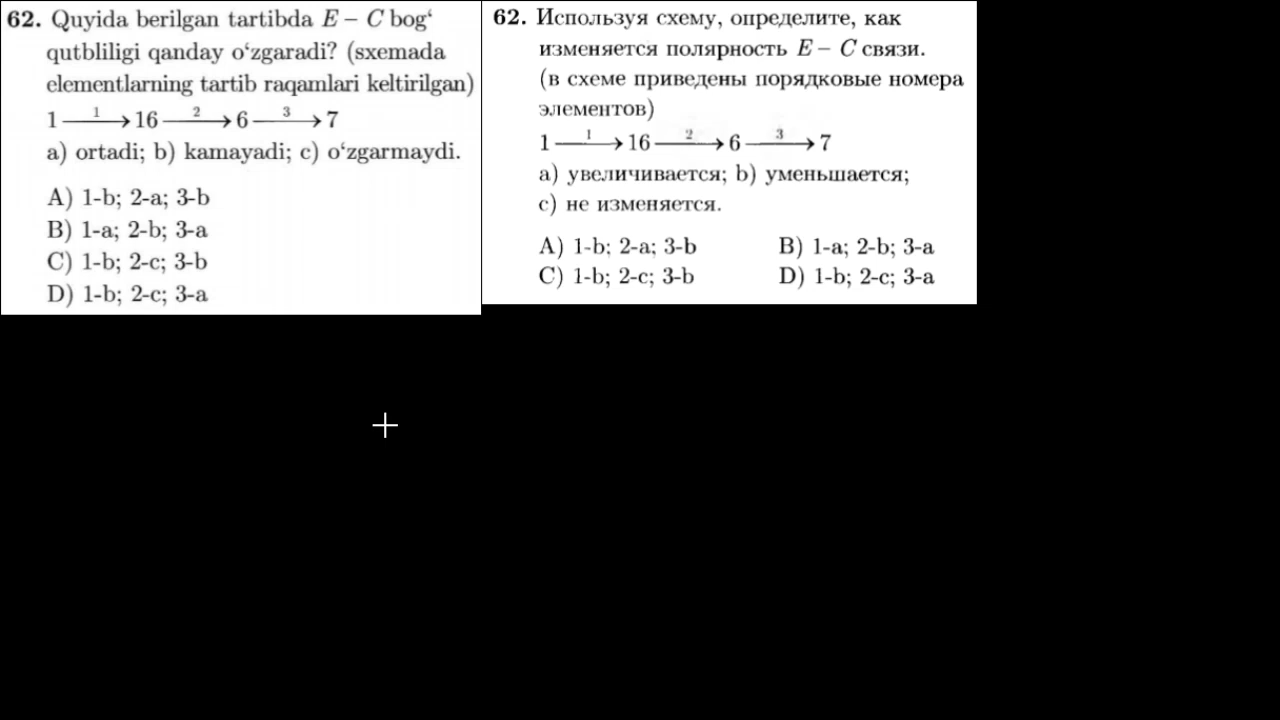 62. Quyida berilgan tartibda E – C bog‘
qutbliligi qanday o‘zgaradi? (sxemada
elementlarning tartib raqamlari keltirilgan)
1 —1→ 16 —2→ 6 —3→ 7
a) ortadi; b) kamayadi; c) o‘zgarmaydi.
A) 1-b; 2-a; 3-b
B) 1-a; 2-b; 3-a
C) 1-b; 2-c; 3-b
D) 1-b; 2-c; 3-a
62. Используя схему, определите, как
изменяется полярность E – C связи.
(в схеме приведены порядковые номера
элементов)
1 —1→ 16 —2→ 6 —3→ 7
a) увеличивается; b) уменьшается;
c) не изменяется.
A) 1-b; 2-a; 3-b B) 1-a; 2-b; 3-a
C) 1-b; 2-c; 3-b D) 1-b; 2-c; 3-a